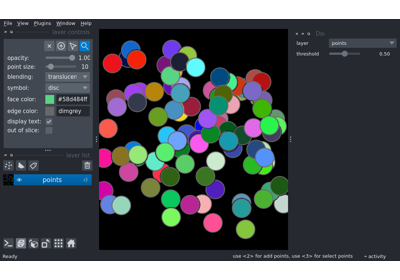 File View Plugins Window Help
layer controls
opacity: 1.00
point size: 10
blending: translucen
symbol: disc
face color: #58d484ff
edge color: dimgrey
display text:
out of slice:
layer list
points
layer points
threshold 0.50
Ready
use <2> for add points, use <3> for select points
activity